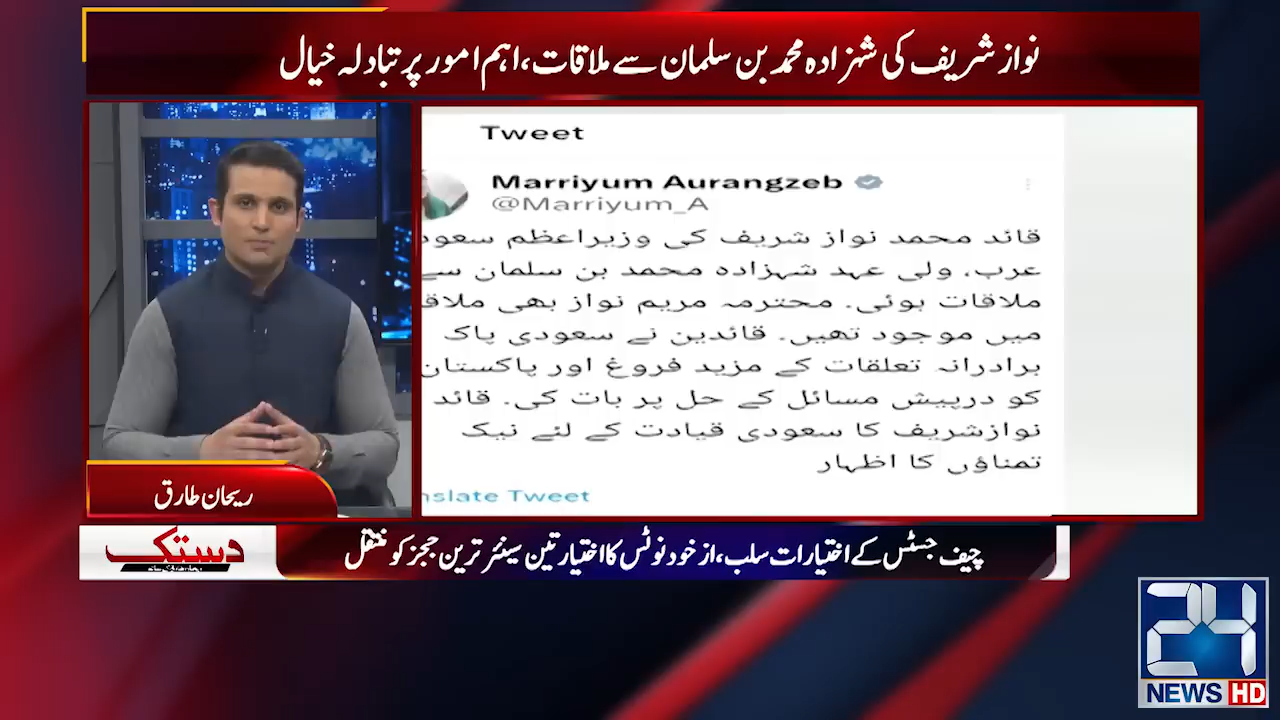 نواز شریف کی شہزادہ محمد بن سلمان سے ملاقات، اہم امور پر تبادلہ خیال
Tweet
Marriyum Aurangzeb
@Marriyum_A
قائد محمد نواز شریف کی وزیراعظم سعود
عرب، ولی عہد شہزادہ محمد بن سلمان سے
ملاقات ہوئی۔ محترمہ مریم نواز بھی ملاق
میں موجود تھیں۔ قائدین نے سعودی پاک
برادرانہ تعلقات کے مزید فروغ اور پاکستان
کو درپیش مسائل کے حل پر بات کی۔ قائد
نوازشریف کا سعودی قیادت کے لئے نیک
تمناؤں کا اظہار
nslate Tweet
ریحان طارق
دستک
چیف جسٹس کے اختیارات سلب، از خود نوٹس کا اختیار تین سینئر ترین ججز کو منتقل
24
NEWS HD